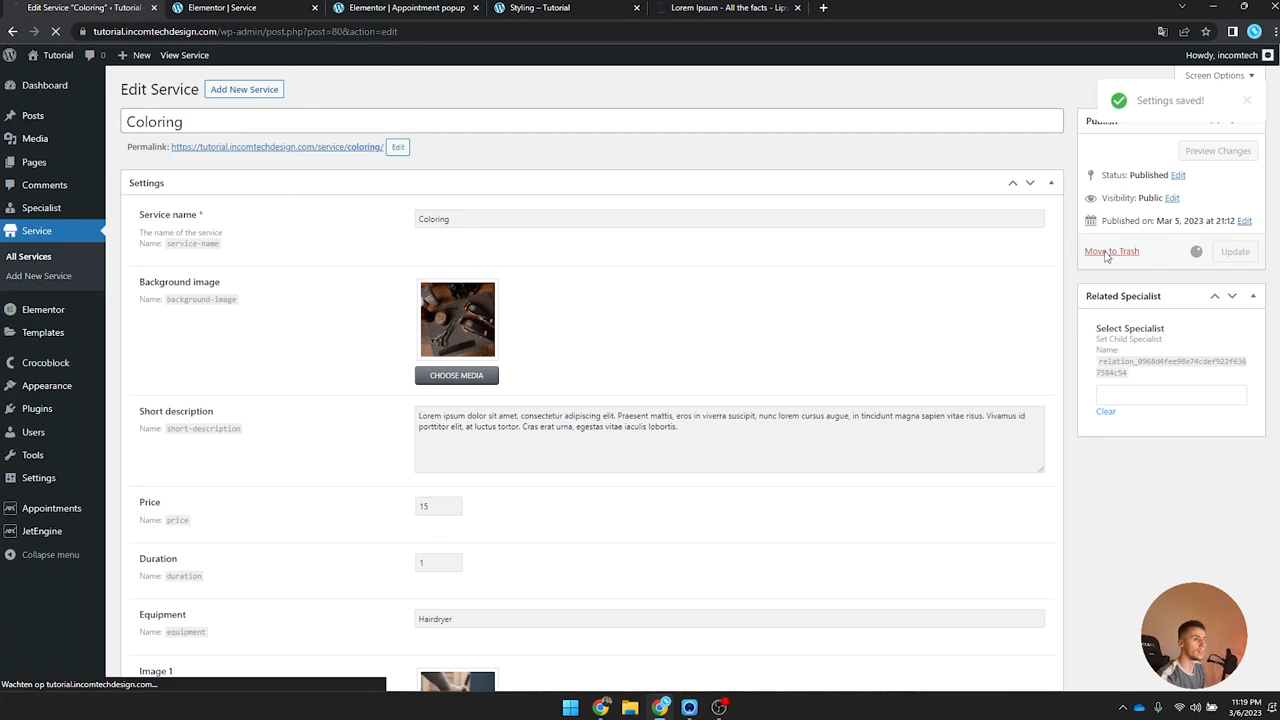 Edit Service "Coloring" ‹ Tutorial
Elementor | Service
Elementor | Appointment popup
Styling – Tutorial
Lorem Ipsum - All the facts - Lip
tutorial.incomtechdesign.com/wp-admin/post.php?post=80&action=edit
Tutorial
0
New
View Service
Howdy, incomtech
Screen Options
Dashboard
Posts
Media
Pages
Comments
Specialist
Service
All Services
Add New Service
Elementor
Templates
Crocoblock
Appearance
Plugins
Users
Tools
Settings
Appointments
JetEngine
Collapse menu
Edit Service
Add New Service
Coloring
Permalink: https://tutorial.incomtechdesign.com/service/coloring/
Edit
Settings
Service name *
The name of the service
Name: service-name
Coloring
Background image
Name: background-image
CHOOSE MEDIA
Short description
Name: short-description
Lorem ipsum dolor sit amet, consectetur adipiscing elit. Praesent mattis, eros in viverra suscipit, nunc lorem cursus augue, in tincidunt magna sapien vitae risus. Vivamus id
porttitor elit, at luctus tortor. Cras erat urna, egestas vitae iaculis lobortis.
Price
Name: price
15
Duration
Name: duration
1
Equipment
Name: equipment
Hairdryer
Image 1
Settings saved!
Publish
Preview Changes
Status: Published Edit
Visibility: Public Edit
Published on: Mar 5, 2023 at 21:12 Edit
Move to Trash
Update
Related Specialist
Select Specialist
Set Child Specialist
Name:
relation_0968d4fee98e74cdef922f636
7584c54
Clear
Wachten op tutorial.incomtechdesign.com...
11:19 PM
3/6/2023